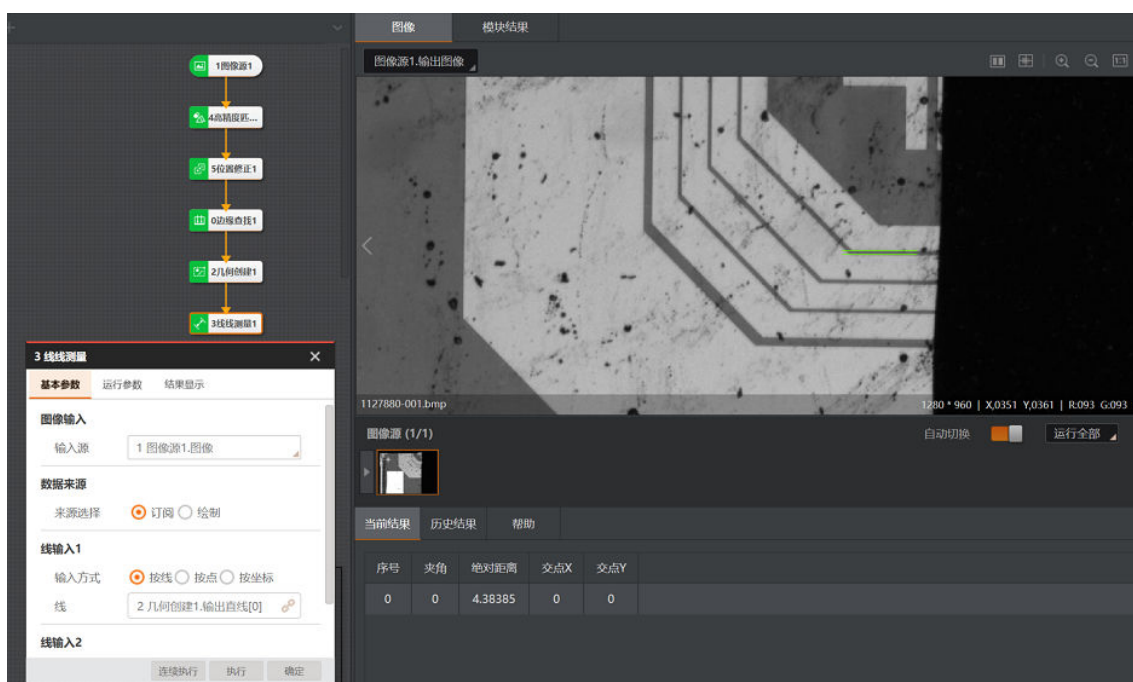 图像
模块结果
图像源1.输出图像
1:1
1图像源1
4高精度匹...
5位置修正1
0边缘查找1
2几何创建1
3线线测量1
1127880-001.bmp
1280 * 960 | X,0351 Y,0361 | R:093 G:093
图像源 (1/1)
自动切换
运行全部
当前结果
历史结果
帮助
序号 夹角 绝对距离 交点X 交点Y
0 0 4.38385 0 0
3 线线测量
基本参数 运行参数 结果显示
图像输入
输入源 1 图像源1.图像
数据来源
来源选择 订阅 绘制
线输入1
输入方式 按线 按点 按坐标
线 2 几何创建1.输出直线[0]
线输入2
连续执行 执行 确定